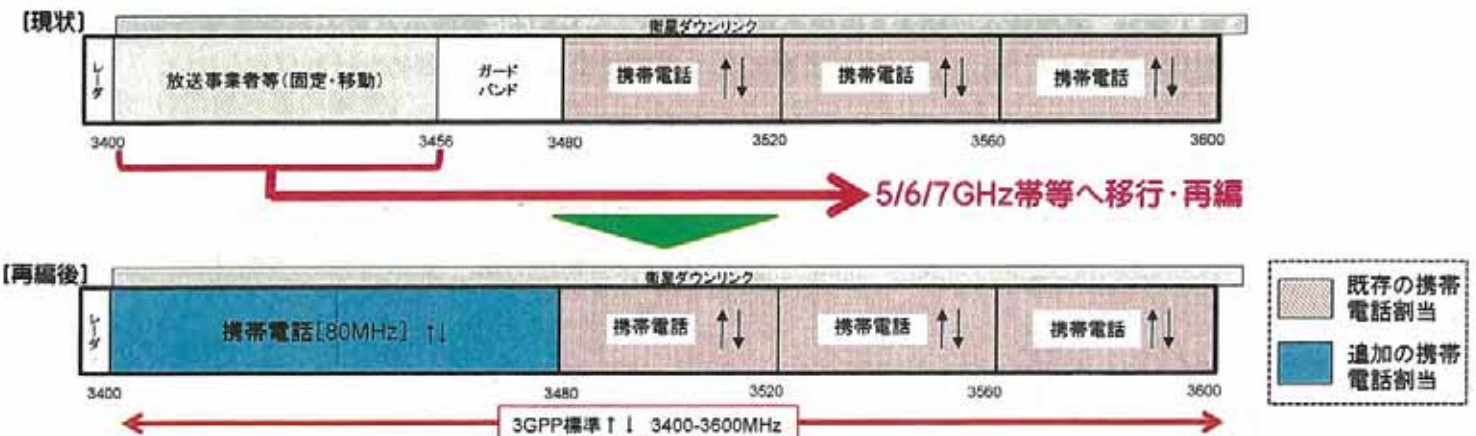 [現状]
衛星ダウンリンク
レーダ
放送事業者等(固定・移動)
ガード
バンド
携帯電話 ↑↓
携帯電話 ↑↓
携帯電話 ↑↓
3400
3456
3480
3520
3560
3600
5/6/7GHz帯等へ移行・再編
[再編後]
衛星ダウンリンク
レーダ
携帯電話[80MHz] ↑↓
携帯電話 ↑↓
携帯電話 ↑↓
携帯電話 ↑↓
3400
3480
3520
3560
3600
3GPP標準↑↓ 3400-3600MHz
既存の携帯
電話割当
追加の携帯
電話割当